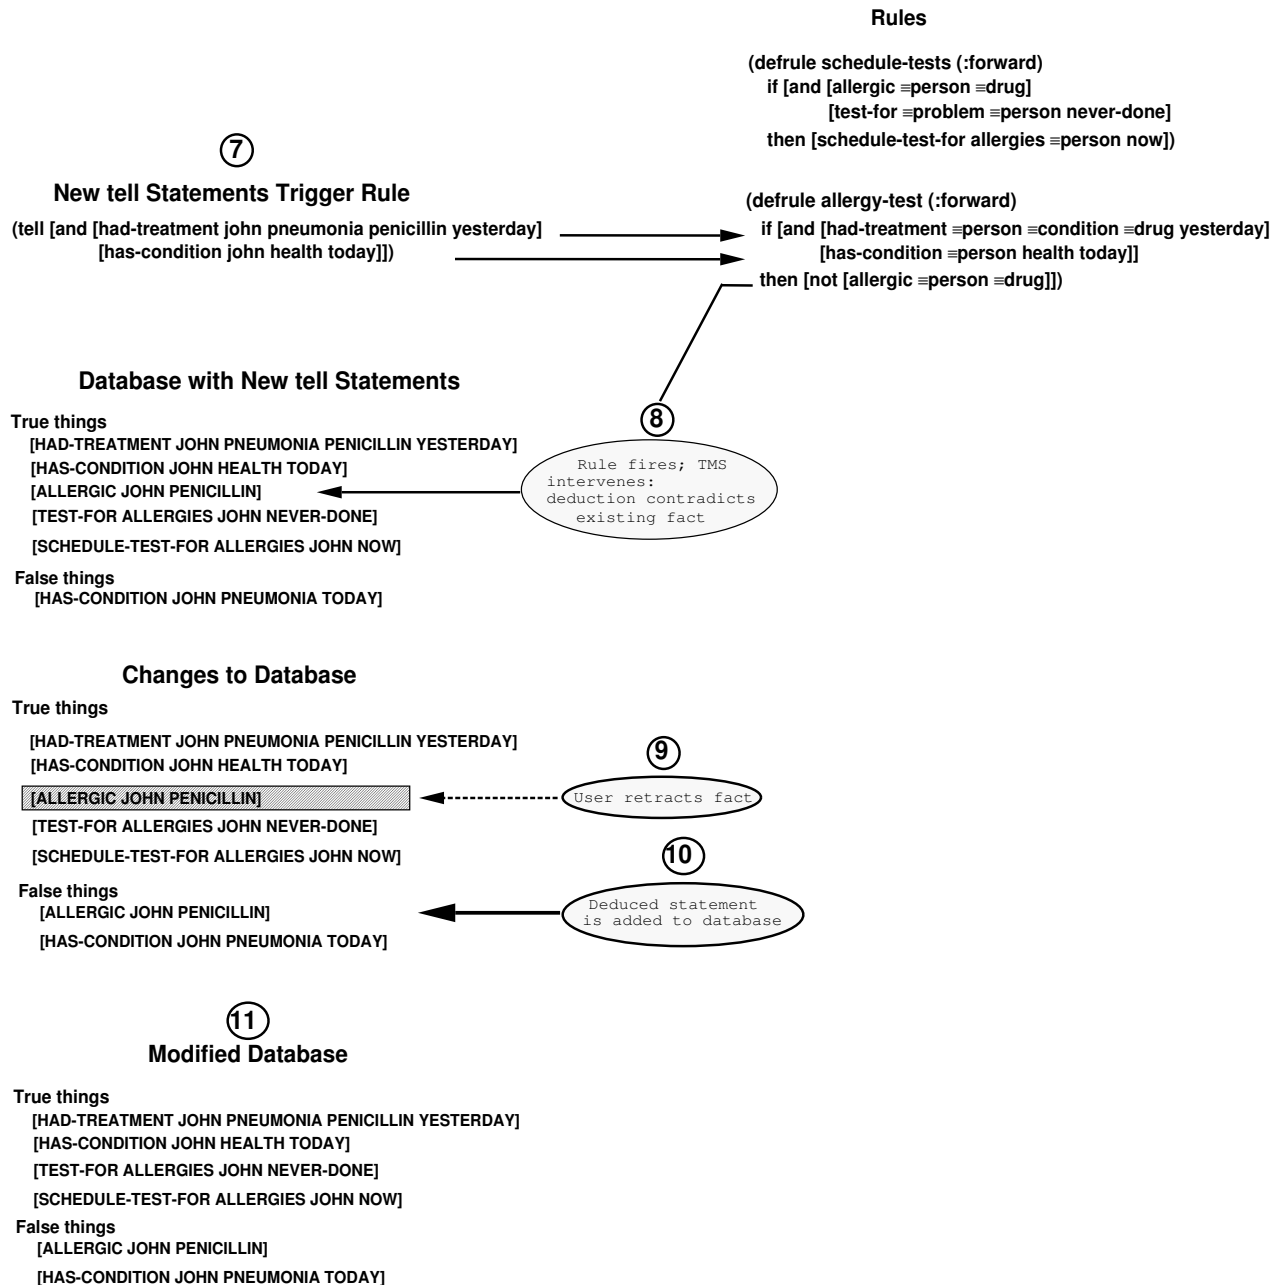 Rules
(defrule schedule-tests (:forward)
if [and [allergic ≡person ≡drug]
[test-for ≡problem ≡person never-done]
then [schedule-test-for allergies ≡person now])
7
New tell Statements Trigger Rule
(tell [and [had-treatment john pneumonia penicillin yesterday]
[has-condition john health today]])
(defrule allergy-test (:forward)
if [and [had-treatment ≡person ≡condition ≡drug yesterday]
[has-condition ≡person health today]]
then [not [allergic ≡person ≡drug]])
Database with New tell Statements
True things
[HAD-TREATMENT JOHN PNEUMONIA PENICILLIN YESTERDAY]
[HAS-CONDITION JOHN HEALTH TODAY]
[ALLERGIC JOHN PENICILLIN]
[TEST-FOR ALLERGIES JOHN NEVER-DONE]
[SCHEDULE-TEST-FOR ALLERGIES JOHN NOW]
False things
[HAS-CONDITION JOHN PNEUMONIA TODAY]
8
Rule fires; TMS
intervenes:
deduction contradicts
existing fact
Changes to Database
True things
[HAD-TREATMENT JOHN PNEUMONIA PENICILLIN YESTERDAY]
[HAS-CONDITION JOHN HEALTH TODAY]
[ALLERGIC JOHN PENICILLIN]
[TEST-FOR ALLERGIES JOHN NEVER-DONE]
[SCHEDULE-TEST-FOR ALLERGIES JOHN NOW]
False things
[ALLERGIC JOHN PENICILLIN]
[HAS-CONDITION JOHN PNEUMONIA TODAY]
9
User retracts fact
10
Deduced statement
is added to database
11
Modified Database
True things
[HAD-TREATMENT JOHN PNEUMONIA PENICILLIN YESTERDAY]
[HAS-CONDITION JOHN HEALTH TODAY]
[TEST-FOR ALLERGIES JOHN NEVER-DONE]
[SCHEDULE-TEST-FOR ALLERGIES JOHN NOW]
False things
[ALLERGIC JOHN PENICILLIN]
[HAS-CONDITION JOHN PNEUMONIA TODAY]